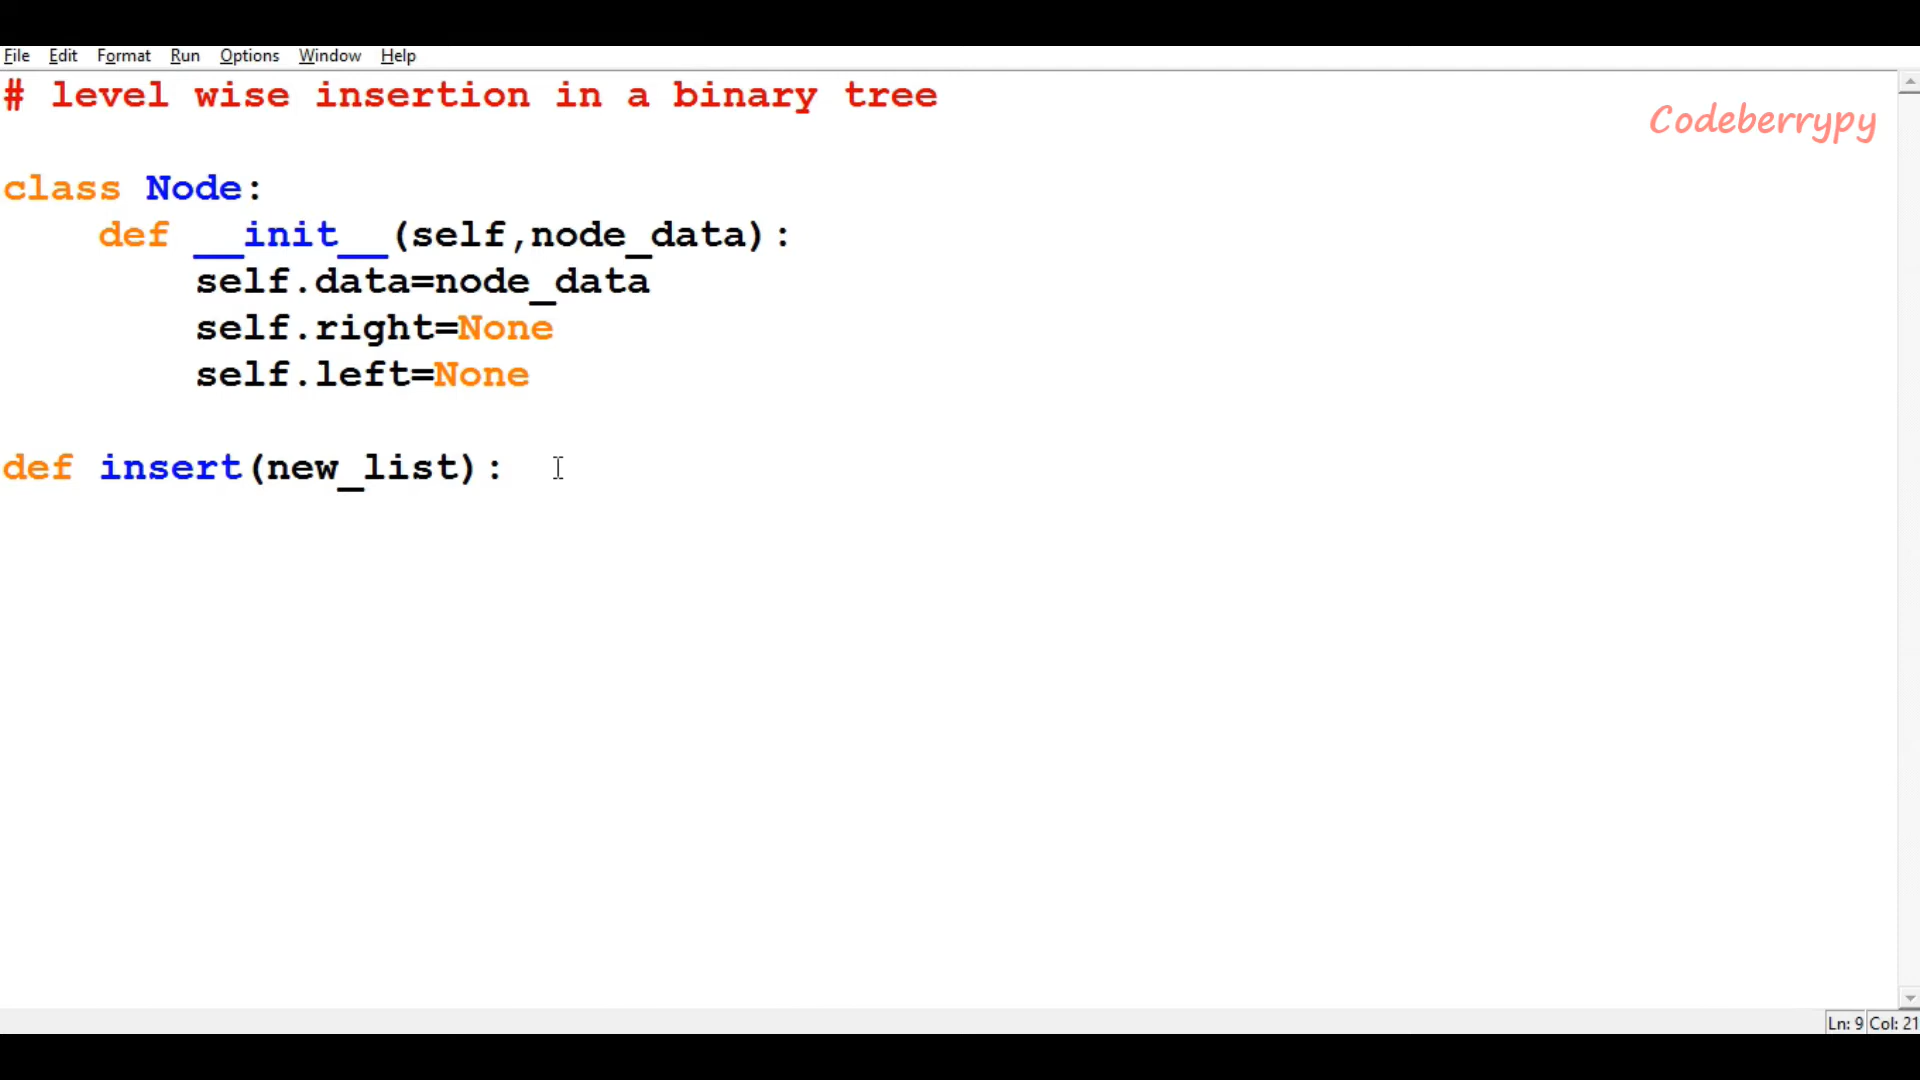 File Edit Format Run Options Window Help
# level wise insertion in a binary tree
Codeberrypy
class Node:
    def __init__(self,node_data):
        self.data=node_data
        self.right=None
        self.left=None
def insert(new_list):
Ln: 9 Col: 21